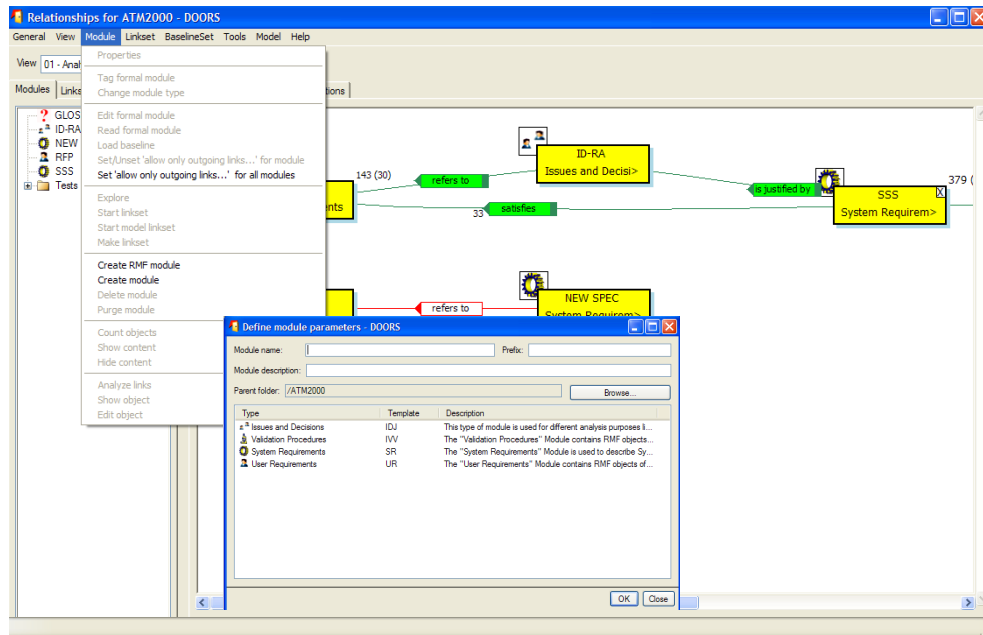 Relationships for ATM2000 - DOORS
General View Module Linkset BaselineSet Tools Model Help
View 01 - Anal
Modules Links tions
GLOS
ID-RA
NEW
RFP
SSS
Tests
Properties
Tag formal module
Change module type
Edit formal module
Read formal module
Load baseline
Set/Unset 'allow only outgoing links...' for module
Set 'allow only outgoing links...' for all modules
Explore
Start linkset
Start model linkset
Make linkset
Create RMF module
Create module
Delete module
Purge module
Count objects
Show content
Hide content
Analyze links
Show object
Edit object
143 (30)
refers to
ID-RA
Issues and Decisi>
is justified by
379 (
SSS
X
System Requirem>
nts
33
satisfies
refers to
NEW SPEC
System Requirem>
Define module parameters - DOORS
Module name: Prefix:
Module description:
Parent folder: /ATM2000 Browse...
Type Template Description
Issues and Decisions IDJ This type of module is used for different analysis purposes li...
Validation Procedures IVV The "Validation Procedures" Module contains RMF objects...
System Requirements SR The "System Requirements" Module is used to describe Sy...
User Requirements UR The "User Requirements" Module contains RMF objects of...
OK Close